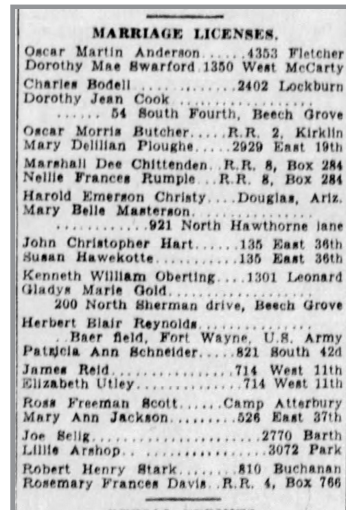 MARRIAGE LICENSES.
Oscar Martin Anderson.....4353 Fletcher
Dorothy Mae Swarford 1350 West McCarty
Charles Bodell............2402 Lockburn
Dorothy Jean Cook....................
......54 South Fourth, Beech Grove
Oscar Morris Butcher.....R.R. 2, Kirklin
Mary Delilian Ploughe....2929 East 19th
Marshall Dee Chittenden..R.R. 8, Box 284
Nellie Frances Rumple...R.R. 8, Box 284
Harold Emerson Christy....Douglas, Ariz.
Mary Belle Masterson..................
............921 North Hawthorne lane
John Christopher Hart......135 East 36th
Susan Hawekotte............135 East 36th
Kenneth William Oberting....1301 Leonard
Gladys Marie Gold....................
200 North Sherman drive, Beech Grove
Herbert Blair Reynolds................
..Baer field, Fort Wayne, U.S. Army
Patricia Ann Schneider.....821 South 42d
James Reid................714 West 11th
Elizabeth Utley............714 West 11th
Ross Freeman Scott......Camp Atterbury
Mary Ann Jackson.......526 East 37th
Joe Selig....................2770 Barth
Lillie Arshop.................3072 Park
Robert Henry Stark........810 Buchanan
Rosemary Frances Davis..R.R. 4, Box 766